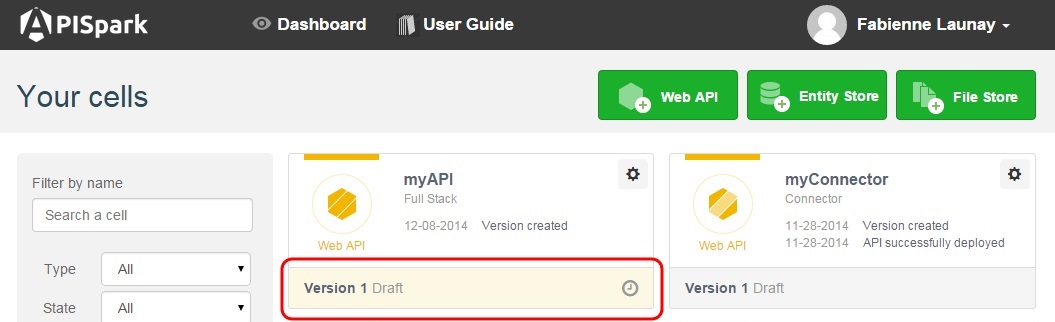 APISpark
Dashboard
User Guide
Fabienne Launay
Your cells
Web API
Entity Store
File Store
Filter by name
Search a cell
Type
All
State
All
myAPI
Full Stack
12-08-2014 Version created
Web API
Version 1 Draft
myConnector
Connector
11-28-2014 Version created
11-28-2014 API successfully deployed
Web API
Version 1 Draft